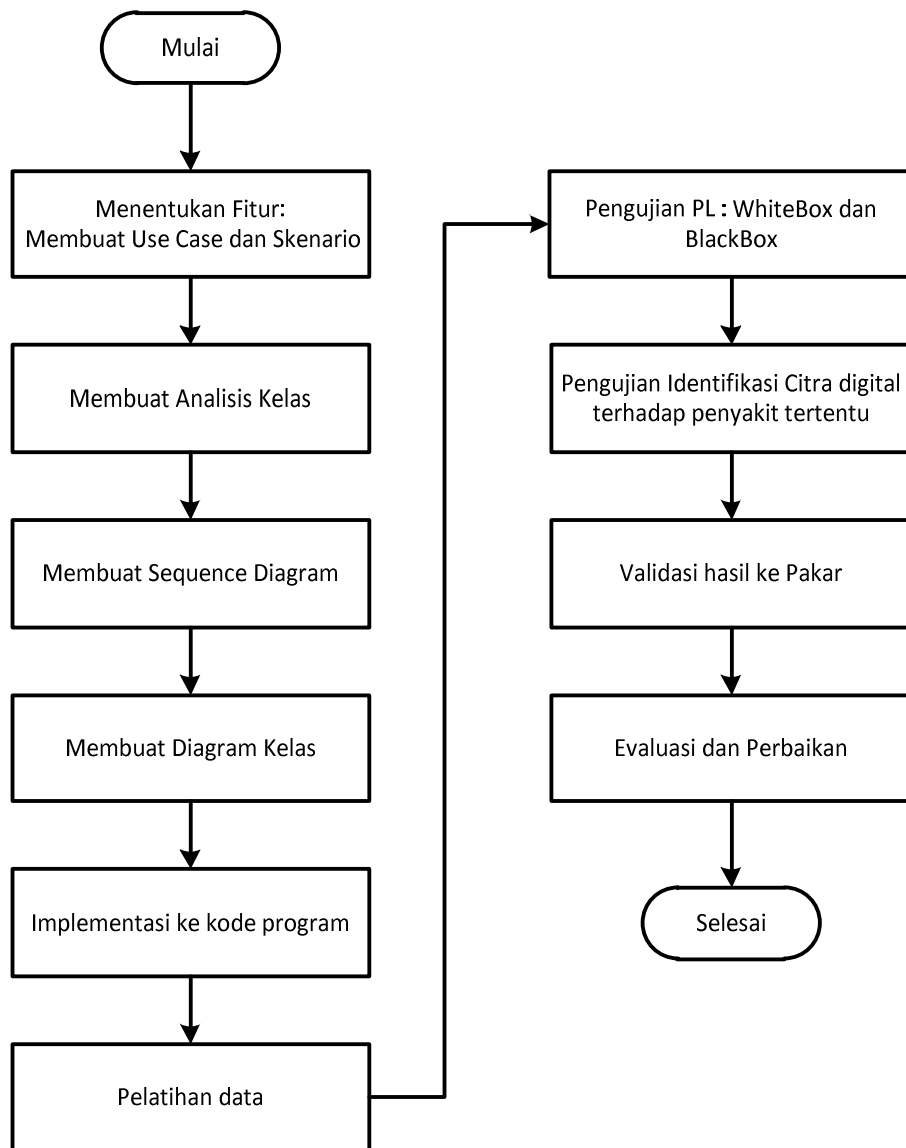 Mulai
Menentukan Fitur:
Membuat Use Case dan Skenario
Membuat Analisis Kelas
Membuat Sequence Diagram
Membuat Diagram Kelas
Implementasi ke kode program
Pelatihan data
Pengujian PL : WhiteBox dan
BlackBox
Pengujian Identifikasi Citra digital
terhadap penyakit tertentu
Validasi hasil ke Pakar
Evaluasi dan Perbaikan
Selesai